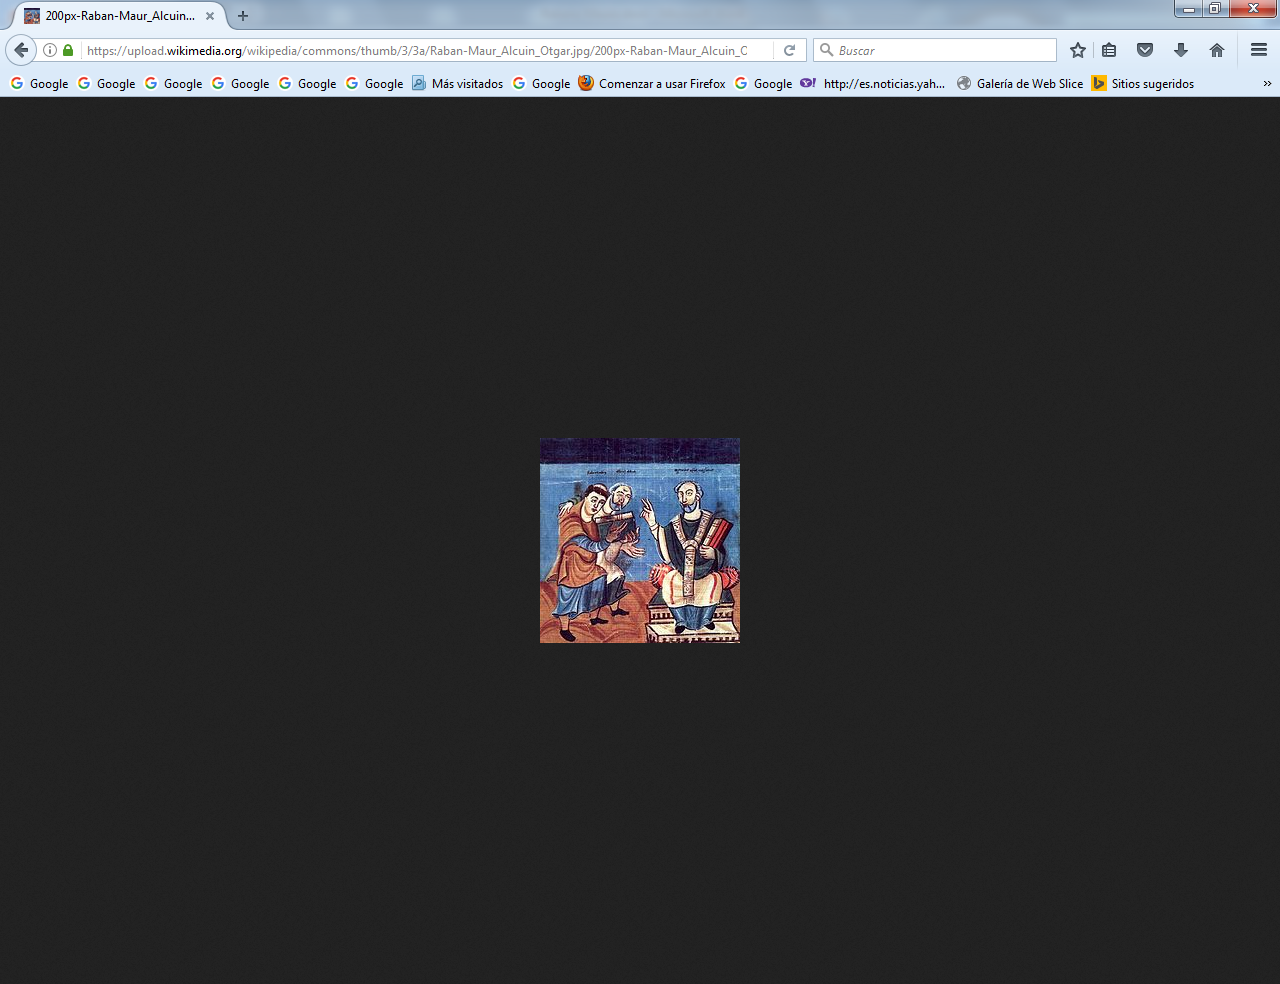 200px-Raban-Maur_Alcuin...
https://upload.wikimedia.org/wikipedia/commons/thumb/3/3a/Raban-Maur_Alcuin_Otgar.jpg/200px-Raban-Maur_Alcuin_O
Buscar
Google Google Google Google Google Google Más visitados Google Comenzar a usar Firefox Google http://es.noticias.yah... Galería de Web Slice Sitios sugeridos